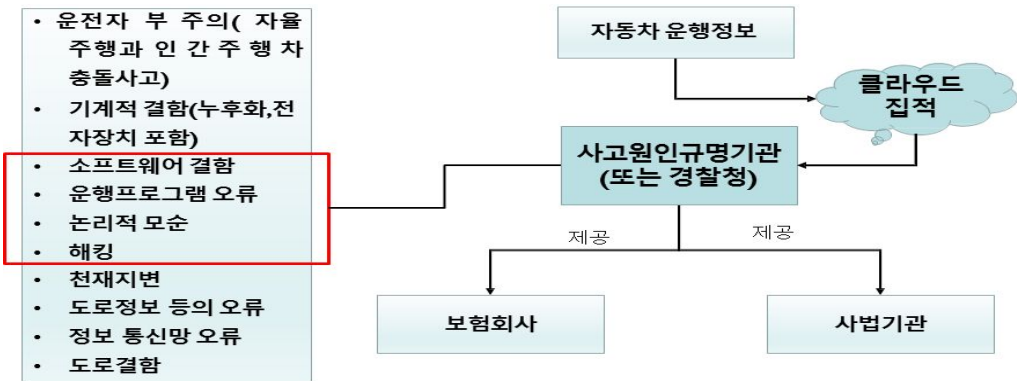 • 운전자 부 주의( 자율
주행과 인 간 주 행 차
충돌사고)
• 기계적 결함(누후화,전
자장치 포함)
• 소프트웨어 결함
• 운행프로그램 오류
• 논리적 모순
• 해킹
• 천재지변
• 도로정보 등의 오류
• 정보 통신망 오류
• 도로결함
자동차 운행정보
클라우드
집적
사고원인규명기관
(또는 경찰청)
제공
제공
보험회사
사법기관